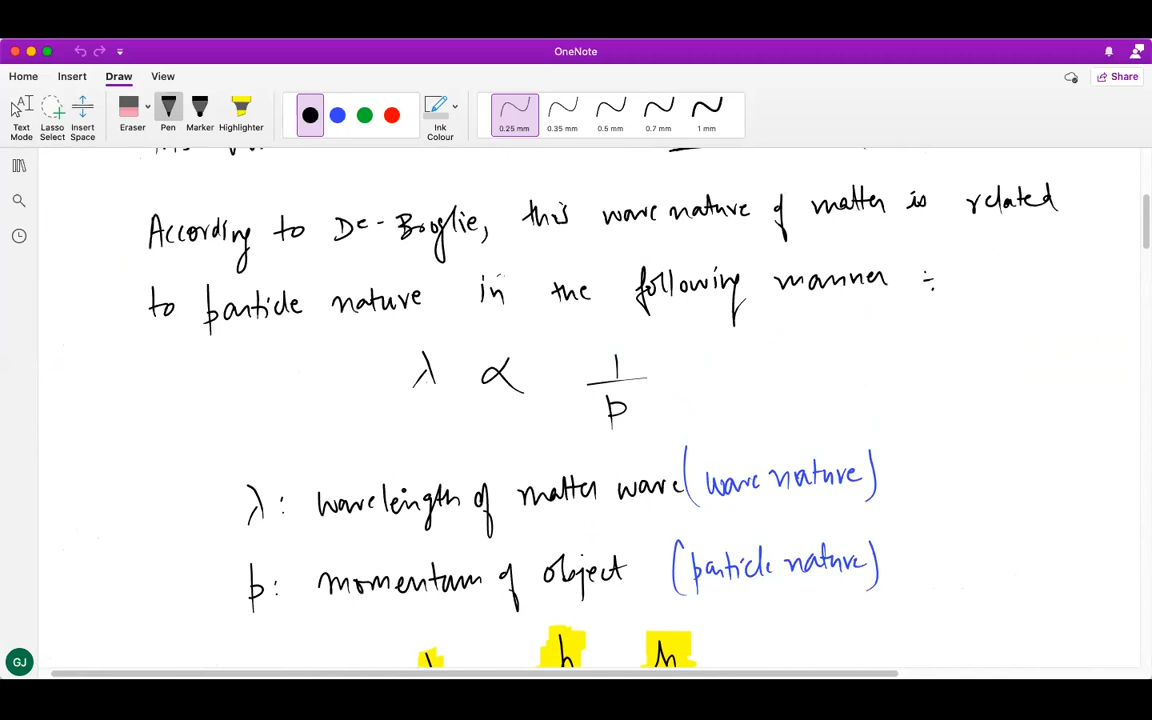 OneNote
Home Insert Draw View
Share
Text Mode
Lasso Select
Insert Space
Eraser
Pen
Marker
Highlighter
Ink Colour
0.25 mm
0.35 mm
0.5 mm
0.7 mm
1 mm
According to De-Broglie, this wave nature of matter is related
to particle nature in the following manner ÷
λ ∝ 1/p
λ: wavelength of matter wave (wave nature)
p: momentum of object (particle nature)
λ h h
GJ